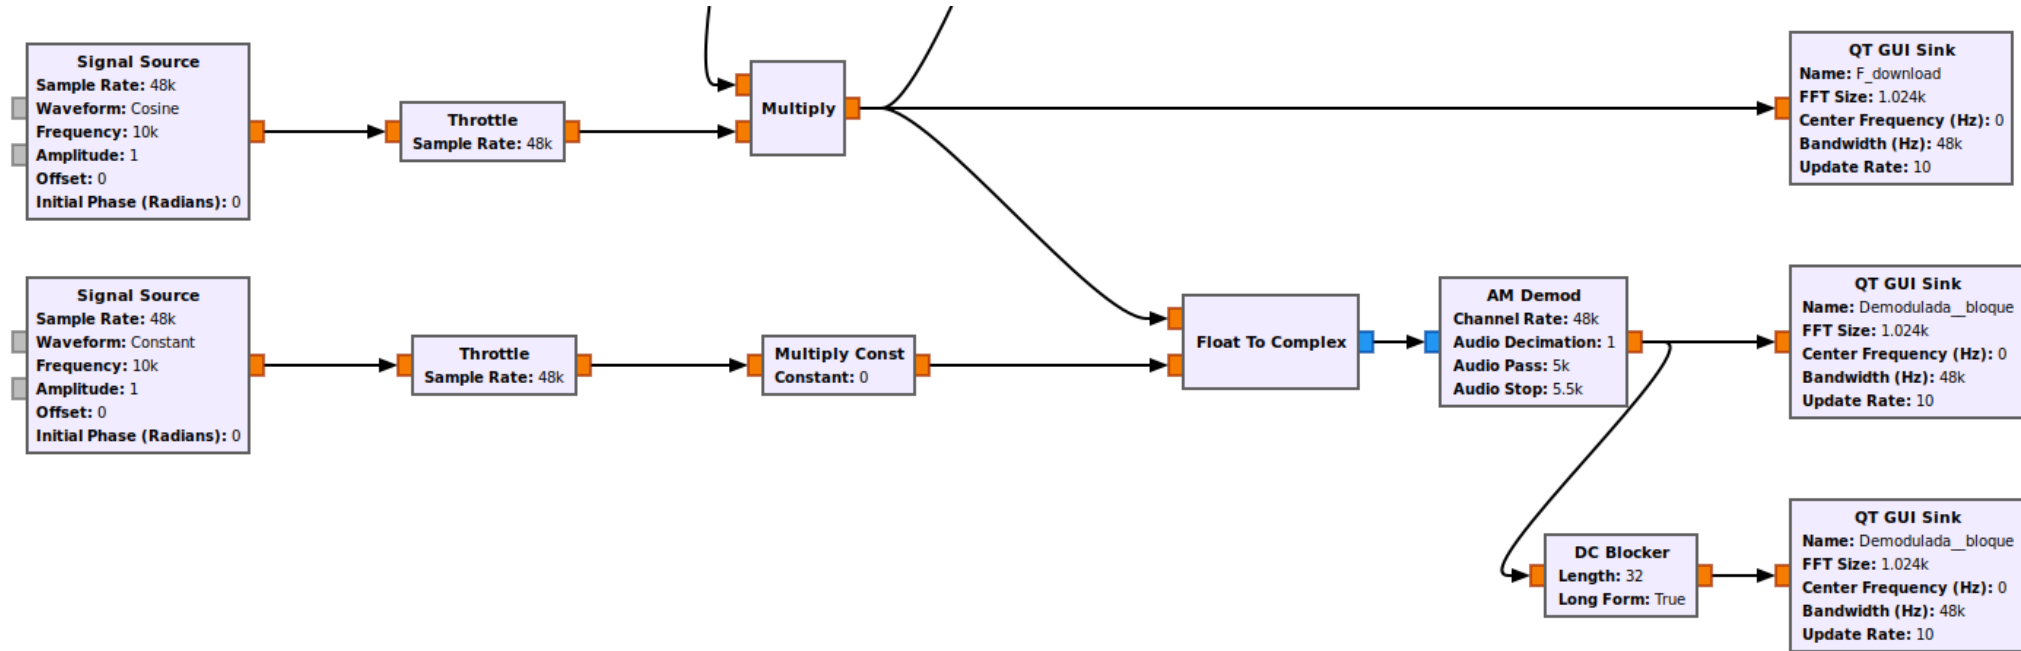 Signal Source
Sample Rate: 48k
Waveform: Cosine
Frequency: 10k
Amplitude: 1
Offset: 0
Initial Phase (Radians): 0
Throttle
Sample Rate: 48k
Multiply
QT GUI Sink
Name: F_download
FFT Size: 1.024k
Center Frequency (Hz): 0
Bandwidth (Hz): 48k
Update Rate: 10
Signal Source
Sample Rate: 48k
Waveform: Constant
Frequency: 10k
Amplitude: 1
Offset: 0
Initial Phase (Radians): 0
Throttle
Sample Rate: 48k
Multiply Const
Constant: 0
Float To Complex
AM Demod
Channel Rate: 48k
Audio Decimation: 1
Audio Pass: 5k
Audio Stop: 5.5k
QT GUI Sink
Name: Demodulada__bloque
FFT Size: 1.024k
Center Frequency (Hz): 0
Bandwidth (Hz): 48k
Update Rate: 10
DC Blocker
Length: 32
Long Form: True
QT GUI Sink
Name: Demodulada__bloque
FFT Size: 1.024k
Center Frequency (Hz): 0
Bandwidth (Hz): 48k
Update Rate: 10